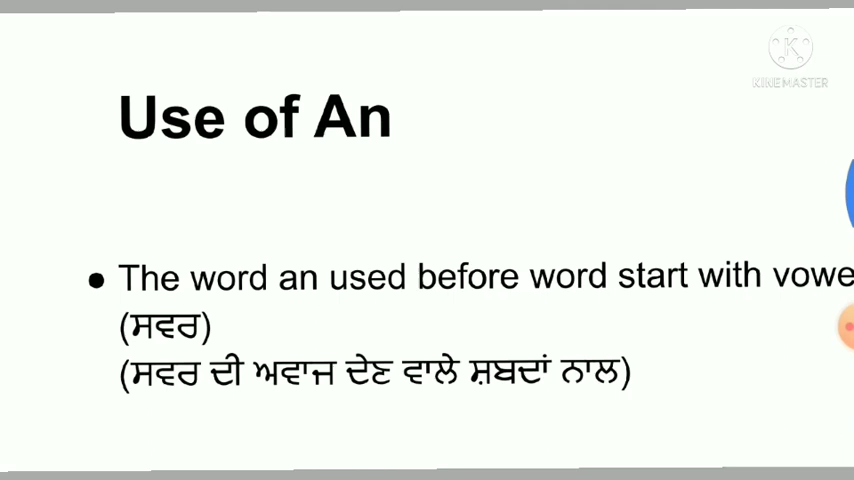 KINEMASTER
Use of An
● The word an used before word start with vowe
(ਸਵਰ)
(ਸਵਰ ਦੀ ਅਵਾਜ ਦੇਣ ਵਾਲੇ ਸ਼ਬਦਾਂ ਨਾਲ)